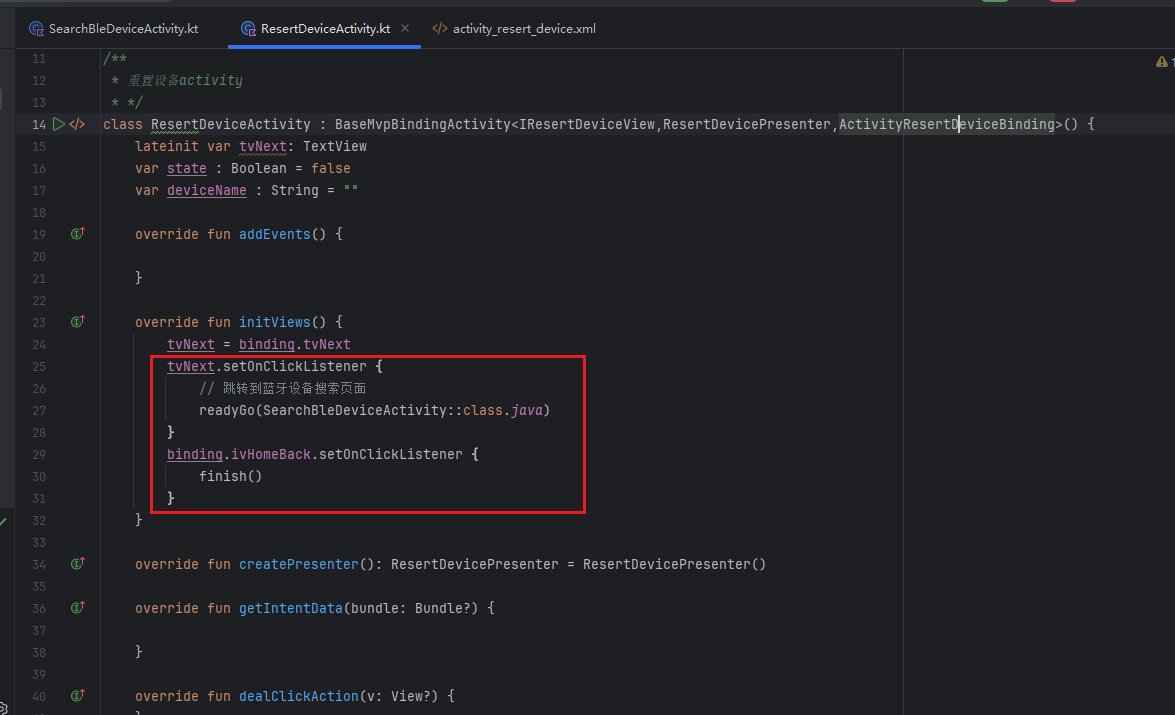 SearchBleDeviceActivity.kt ResertDeviceActivity.kt activity_resert_device.xml
11 /**
12 * 重置设备activity
13 * */
14 class ResertDeviceActivity : BaseMvpBindingActivity<IResertDeviceView,ResertDevicePresenter,ActivityResertDeviceBinding>() {
15 lateinit var tvNext: TextView
16 var state : Boolean = false
17 var deviceName : String = ""
18
19 override fun addEvents() {
20
21 }
22
23 override fun initViews() {
24 tvNext = binding.tvNext
25 tvNext.setOnClickListener {
26 // 跳转到蓝牙设备搜索页面
27 readyGo(SearchBleDeviceActivity::class.java)
28 }
29 binding.ivHomeBack.setOnClickListener {
30 finish()
31 }
32 }
33
34 override fun createPresenter(): ResertDevicePresenter = ResertDevicePresenter()
35
36 override fun getIntentData(bundle: Bundle?) {
37
38 }
39
40 override fun dealClickAction(v: View?) {